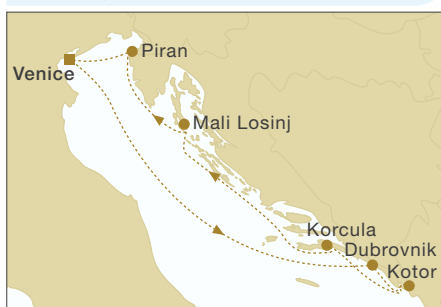 Piran
Venice
Mali Losinj
Korcula
Dubrovnik
Kotor